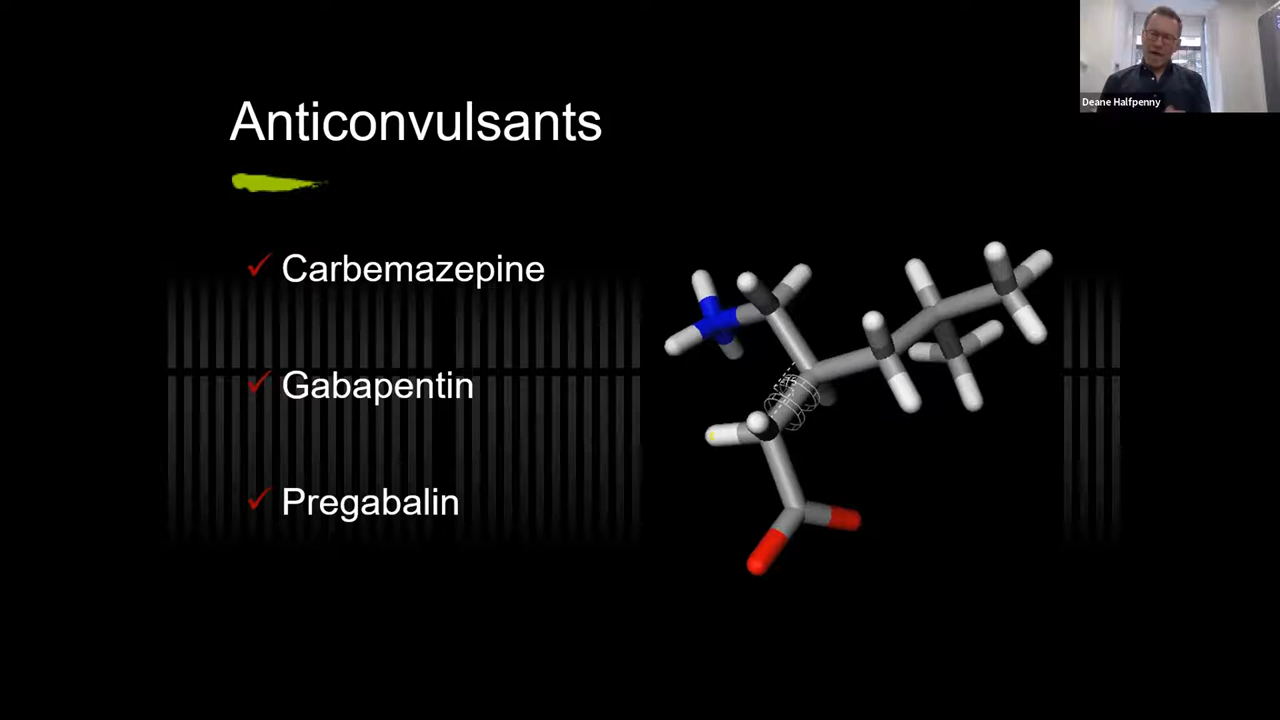 Anticonvulsants
Deane Halfpenny
✓ Carbemazepine
✓ Gabapentin
✓ Pregabalin